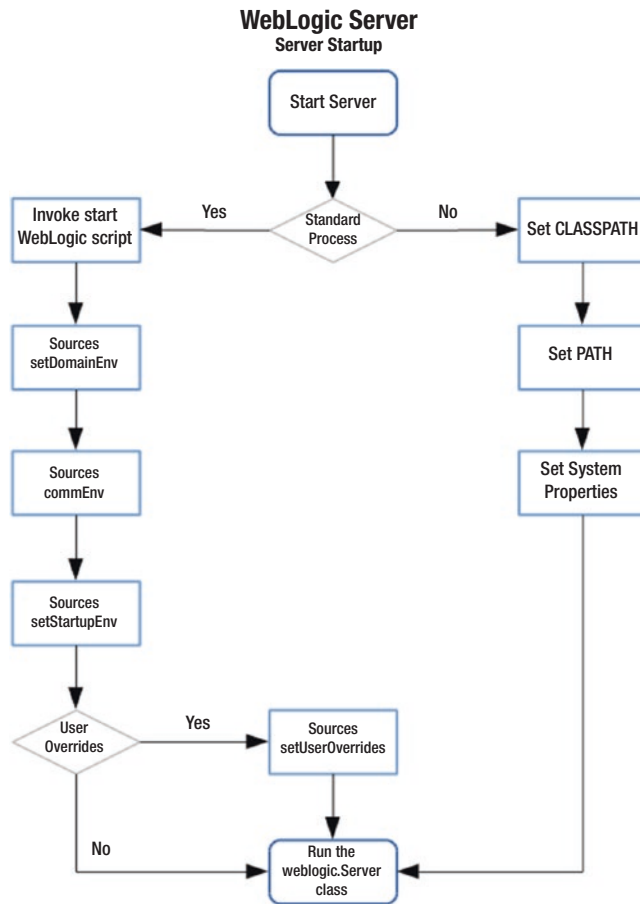 WebLogic Server
Server Startup
Start Server
Standard
Process
Yes
No
Invoke start
WebLogic script
Set CLASSPATH
Sources
setDomainEnv
Set PATH
Sources
commEnv
Set System
Properties
Sources
setStartupEnv
User
Overrides
Yes
Sources
setUserOverrides
No
Run the
weblogic.Server
class